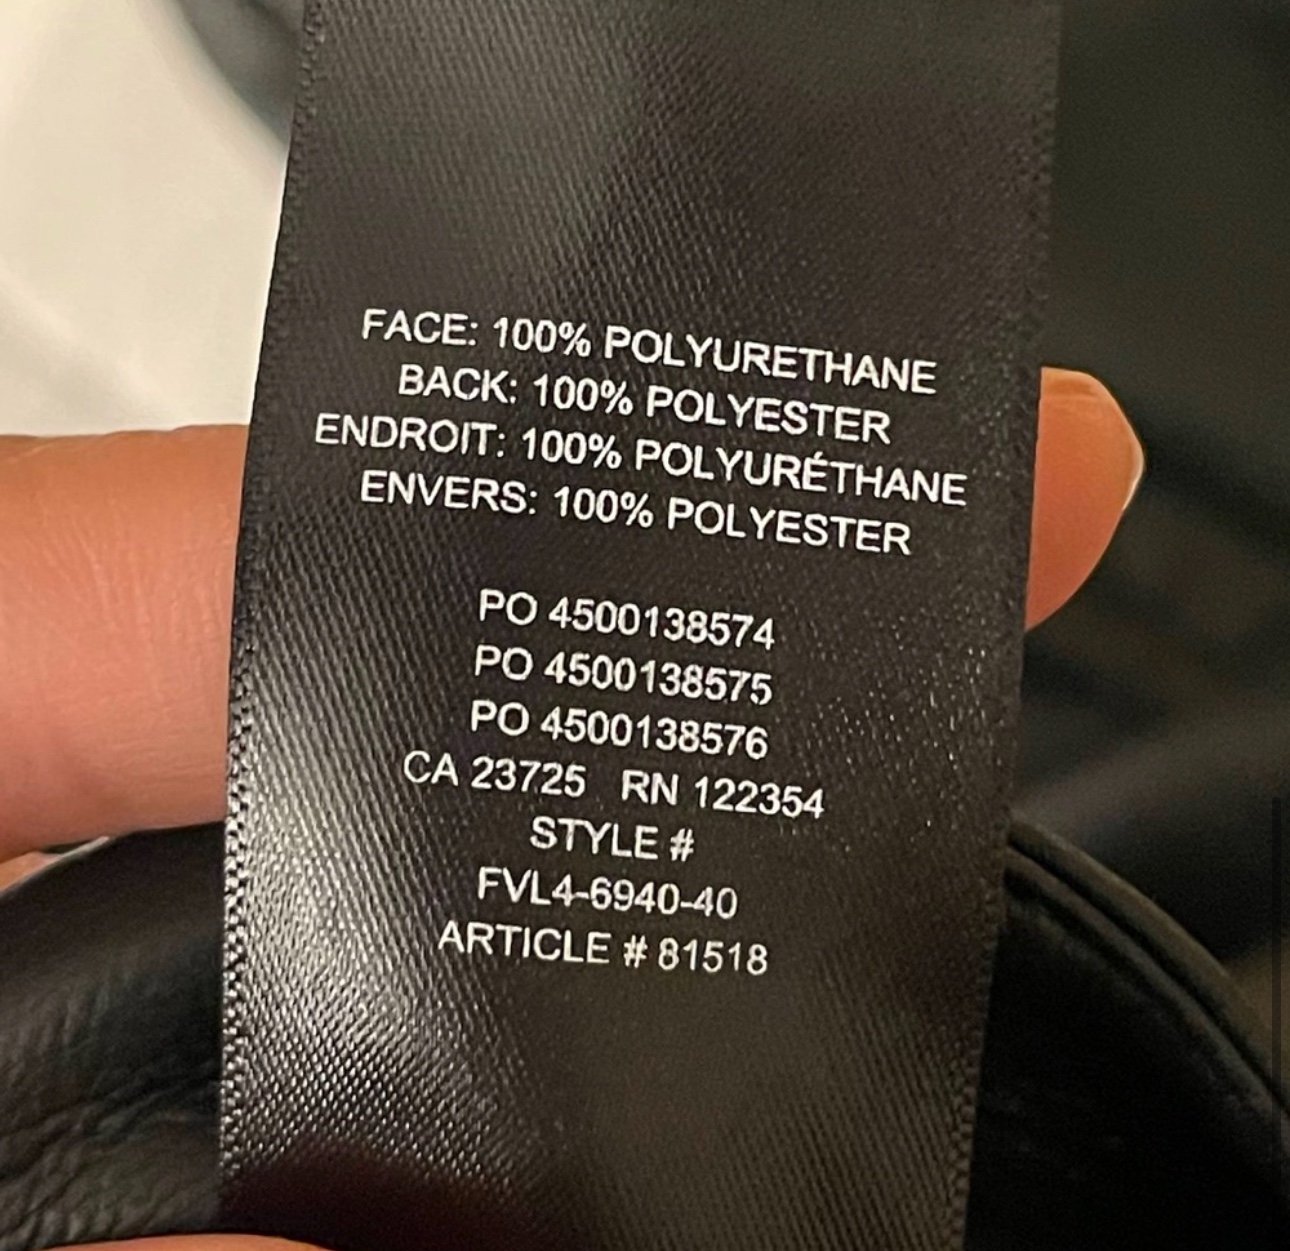 FACE: 100% POLYURETHANE
BACK: 100% POLYESTER
ENDROIT: 100% POLYURÉTHANE
ENVERS: 100% POLYESTER
PO 4500138574
PO 4500138575
PO 4500138576
CA 23725 RN 122354
STYLE #
FVL4-6940-40
ARTICLE # 81518